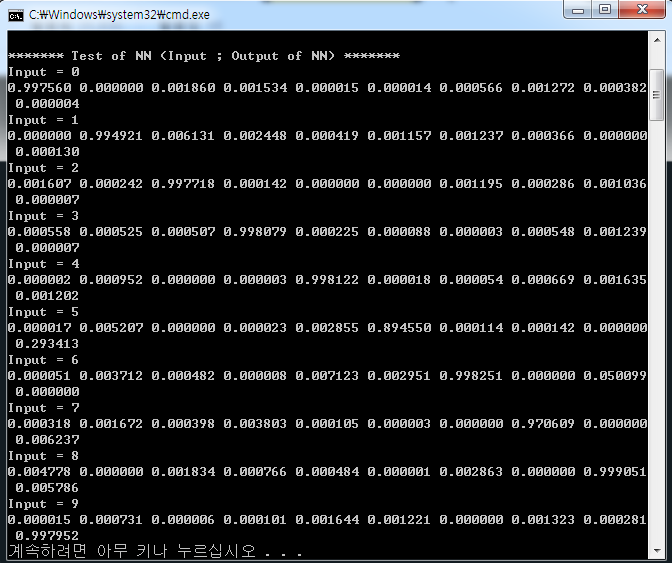 C:₩Windows₩system32₩cmd.exe
******* Test of NN (Input ; Output of NN) *******
Input = 0
0.997560 0.000000 0.001860 0.001534 0.000015 0.000014 0.000566 0.001272 0.000382
0.000004
Input = 1
0.000000 0.994921 0.006131 0.002448 0.000419 0.001157 0.001237 0.000366 0.000000
0.000130
Input = 2
0.001607 0.000242 0.997718 0.000142 0.000000 0.000000 0.001195 0.000286 0.001036
0.000007
Input = 3
0.000558 0.000525 0.000507 0.998079 0.000225 0.000088 0.000003 0.000548 0.001239
0.000007
Input = 4
0.000002 0.000952 0.000000 0.000003 0.998122 0.000018 0.000054 0.000669 0.001635
0.001202
Input = 5
0.000017 0.005207 0.000000 0.000023 0.002855 0.894550 0.000114 0.000142 0.000000
0.293413
Input = 6
0.000051 0.003712 0.000482 0.000008 0.007123 0.002951 0.998251 0.000000 0.050099
0.000000
Input = 7
0.000318 0.001672 0.000398 0.003803 0.000105 0.000003 0.000000 0.970609 0.000000
0.006237
Input = 8
0.004778 0.000000 0.001834 0.000766 0.000484 0.000001 0.002863 0.000000 0.999051
0.005786
Input = 9
0.000015 0.000731 0.000006 0.000101 0.001644 0.001221 0.000000 0.001323 0.000281
0.997952
계속하려면 아무 키나 누르십시오 . . .